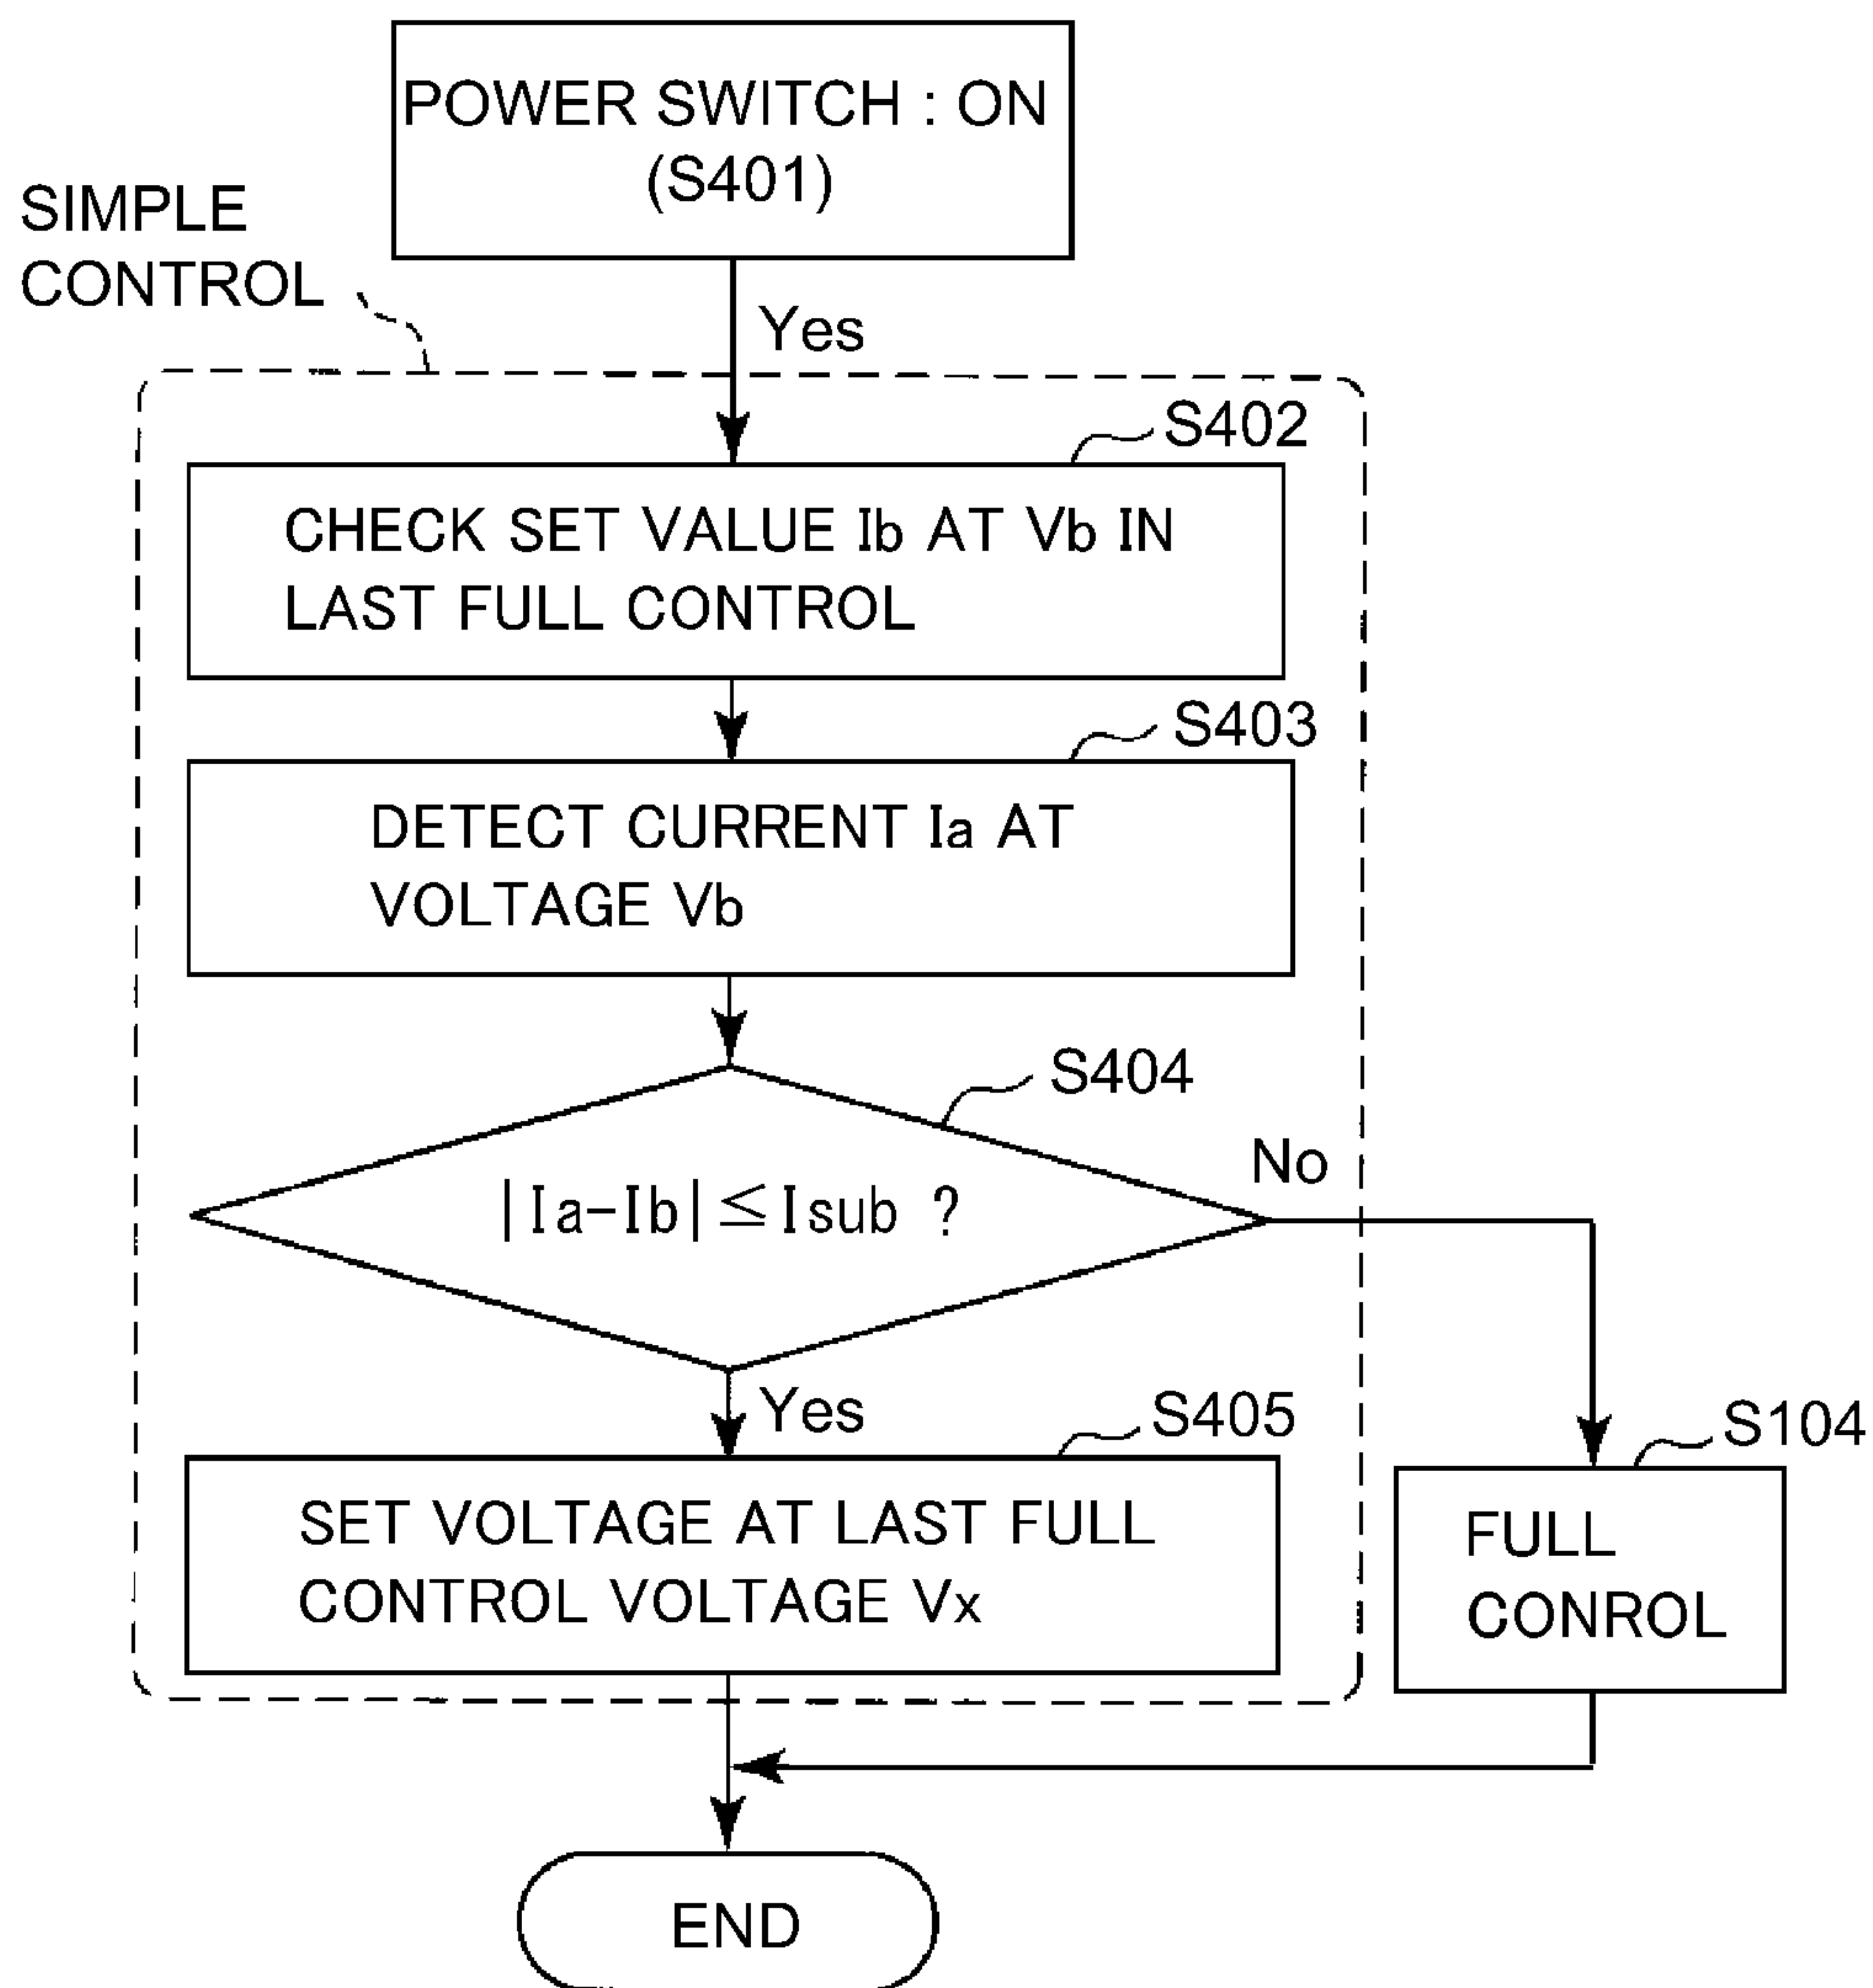 POWER SWITCH : ON
(S401)
SIMPLE
CONTROL
Yes
S402
CHECK SET VALUE Ib AT Vb IN
LAST FULL CONTROL
S403
DETECT CURRENT Ia AT
VOLTAGE Vb
S404
|Ia-Ib|≦Isub ?
No
Yes
S405
SET VOLTAGE AT LAST FULL
CONTROL VOLTAGE Vx
S104
FULL
CONROL
END